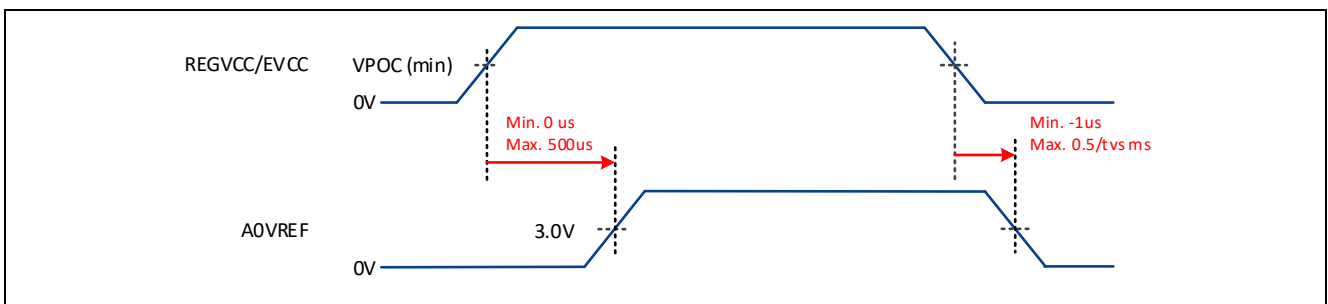 REGVCC/EVCC VPOC (min)
0V
Min. 0 us
Max. 500us
Min. -1us
Max. 0.5/tvs ms
A0VREF 3.0V
0V